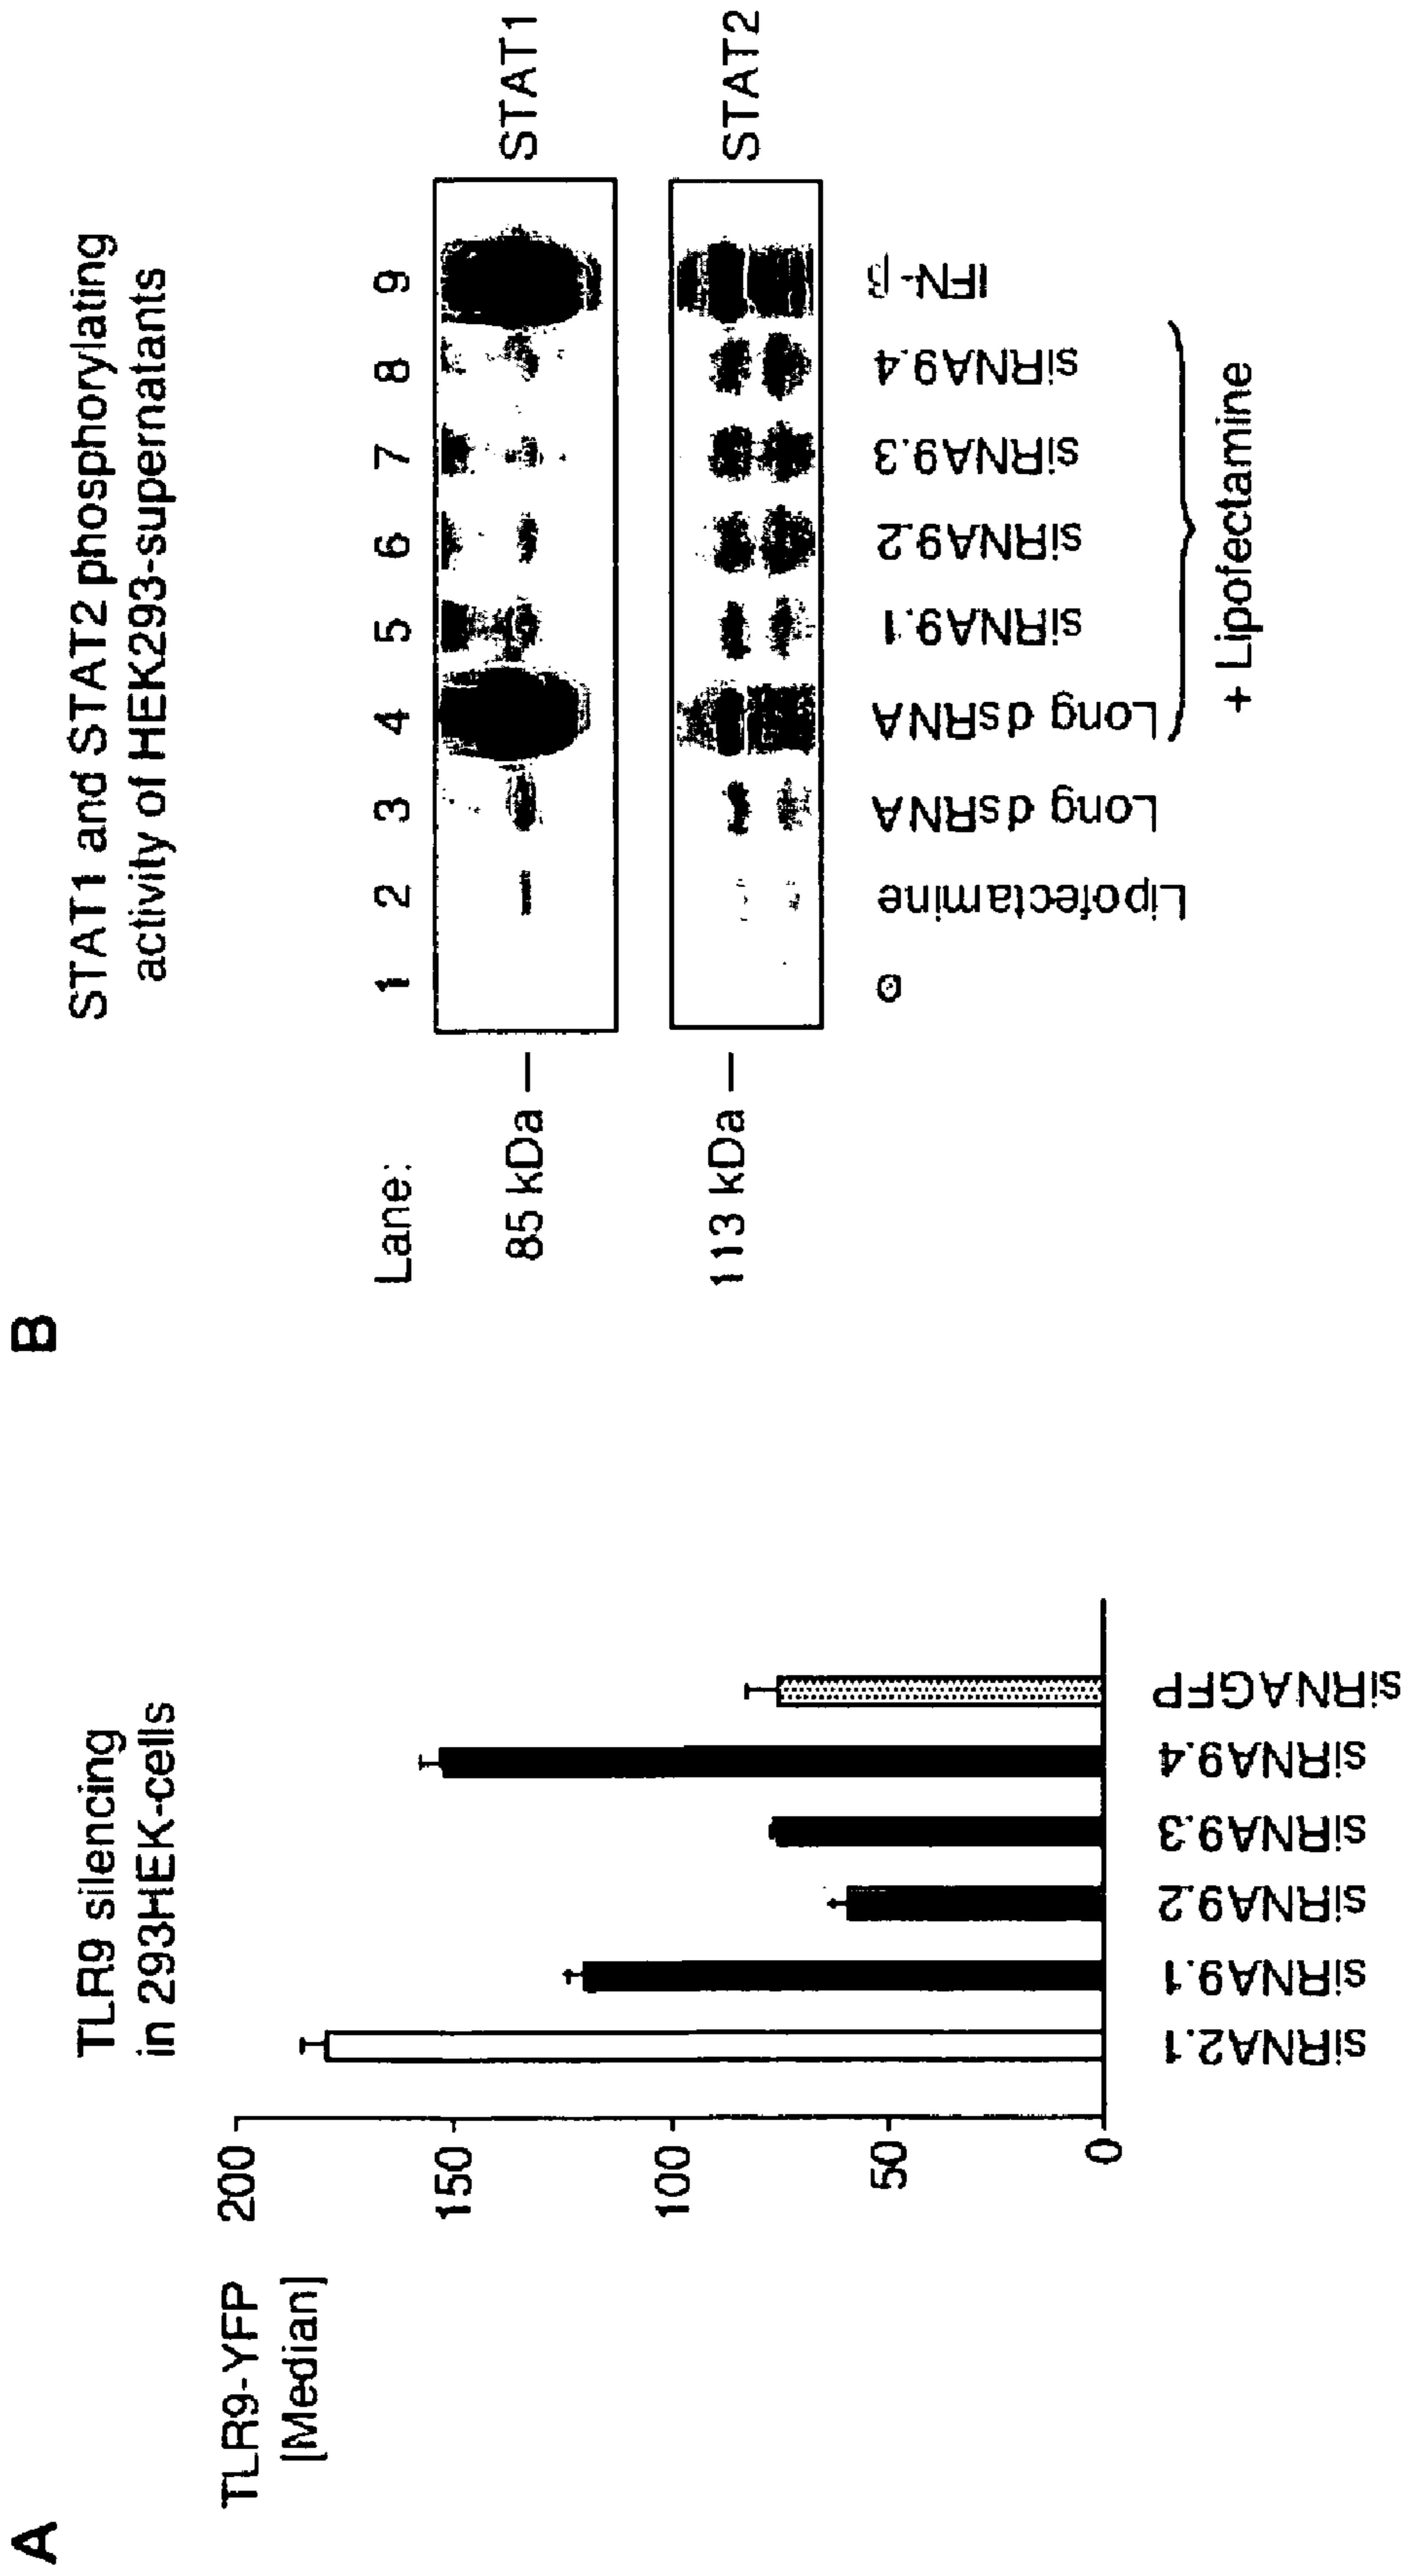 A
TLR9 silencing
in 293HEK-cells
TLR9-YFP
[Median]
200
150
100
50
0
siRNA2.1
siRNA9.1
siRNA9.2
siRNA9.3
siRNA9.4
siRNAGFP
B
STAT1 and STAT2 phosphorylating
activity of HEK293-supernatants
Lane: 1 2 3 4 5 6 7 8 9
85 kDa — STAT1
113 kDa — STAT2
Ø
Lipofectamine
Long dsRNA
Long dsRNA
siRNA9.1
siRNA9.2
siRNA9.3
siRNA9.4
IFN-β
+ Lipofectamine